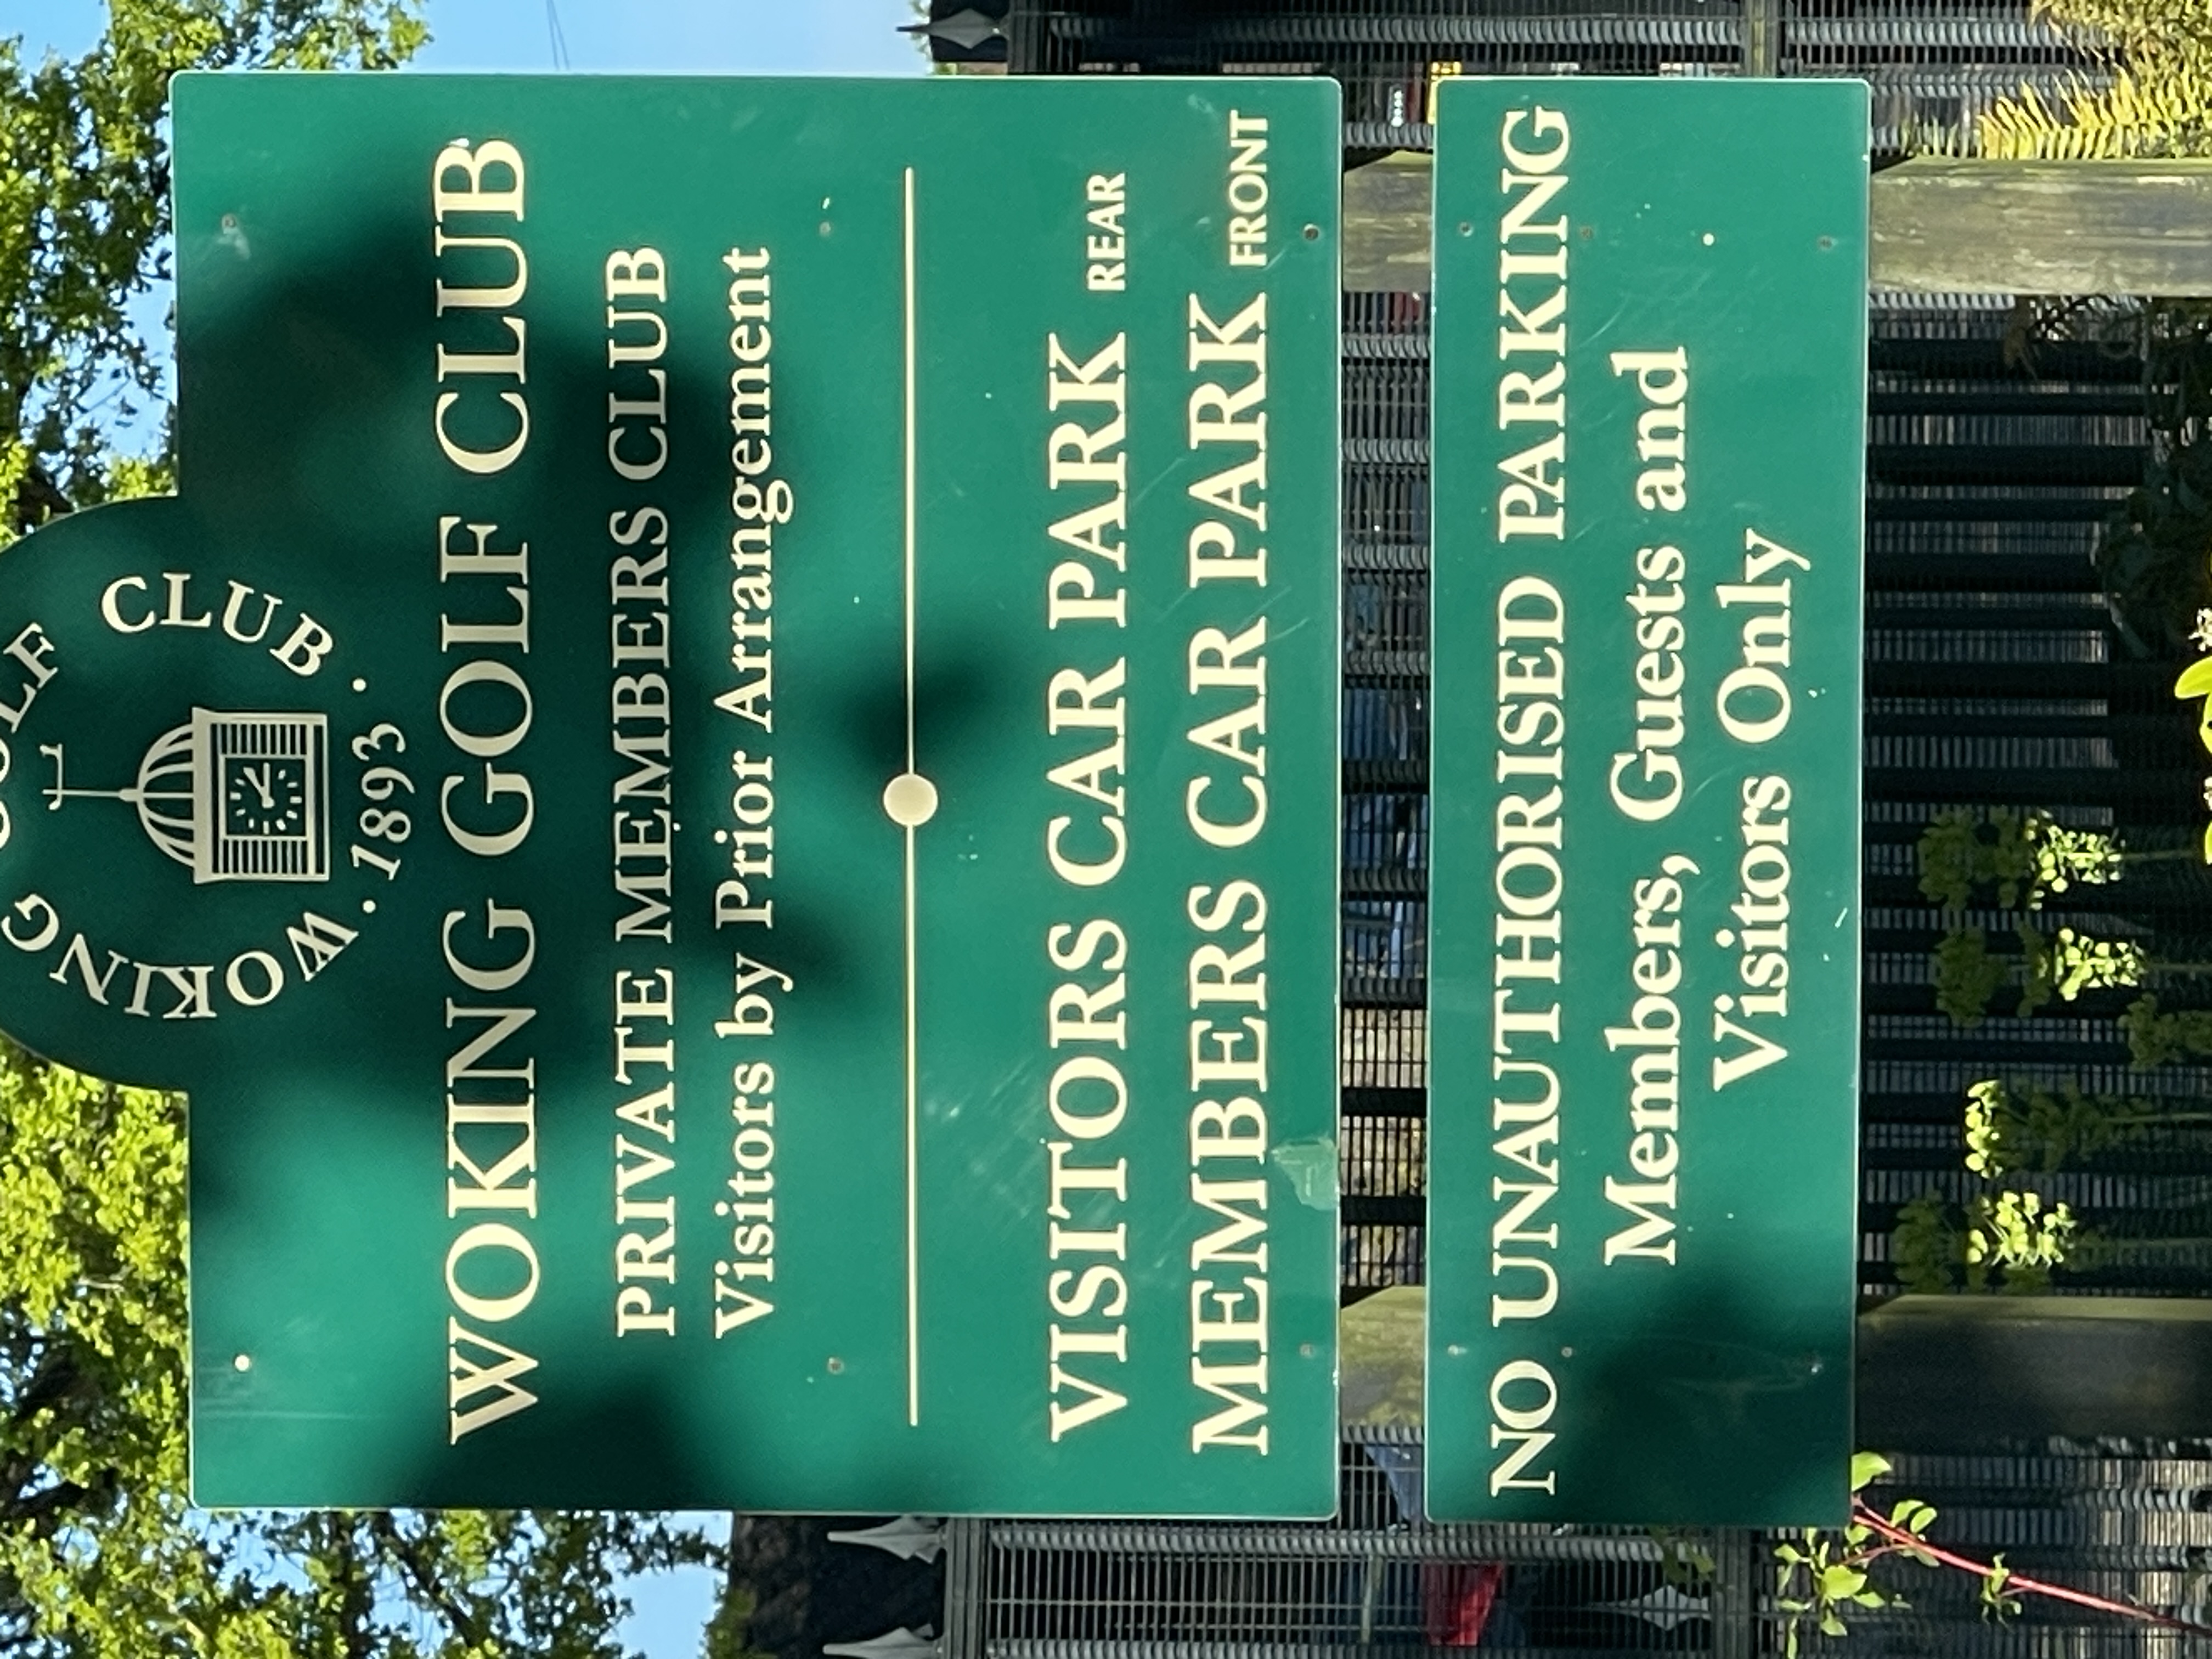 WOKING GOLF CLUB
· 1893 ·
WOKING GOLF CLUB
PRIVATE MEMBERS CLUB
Visitors by Prior Arrangement
VISITORS CAR PARK REAR
MEMBERS CAR PARK FRONT
NO UNAUTHORISED PARKING
Members, Guests and
Visitors Only